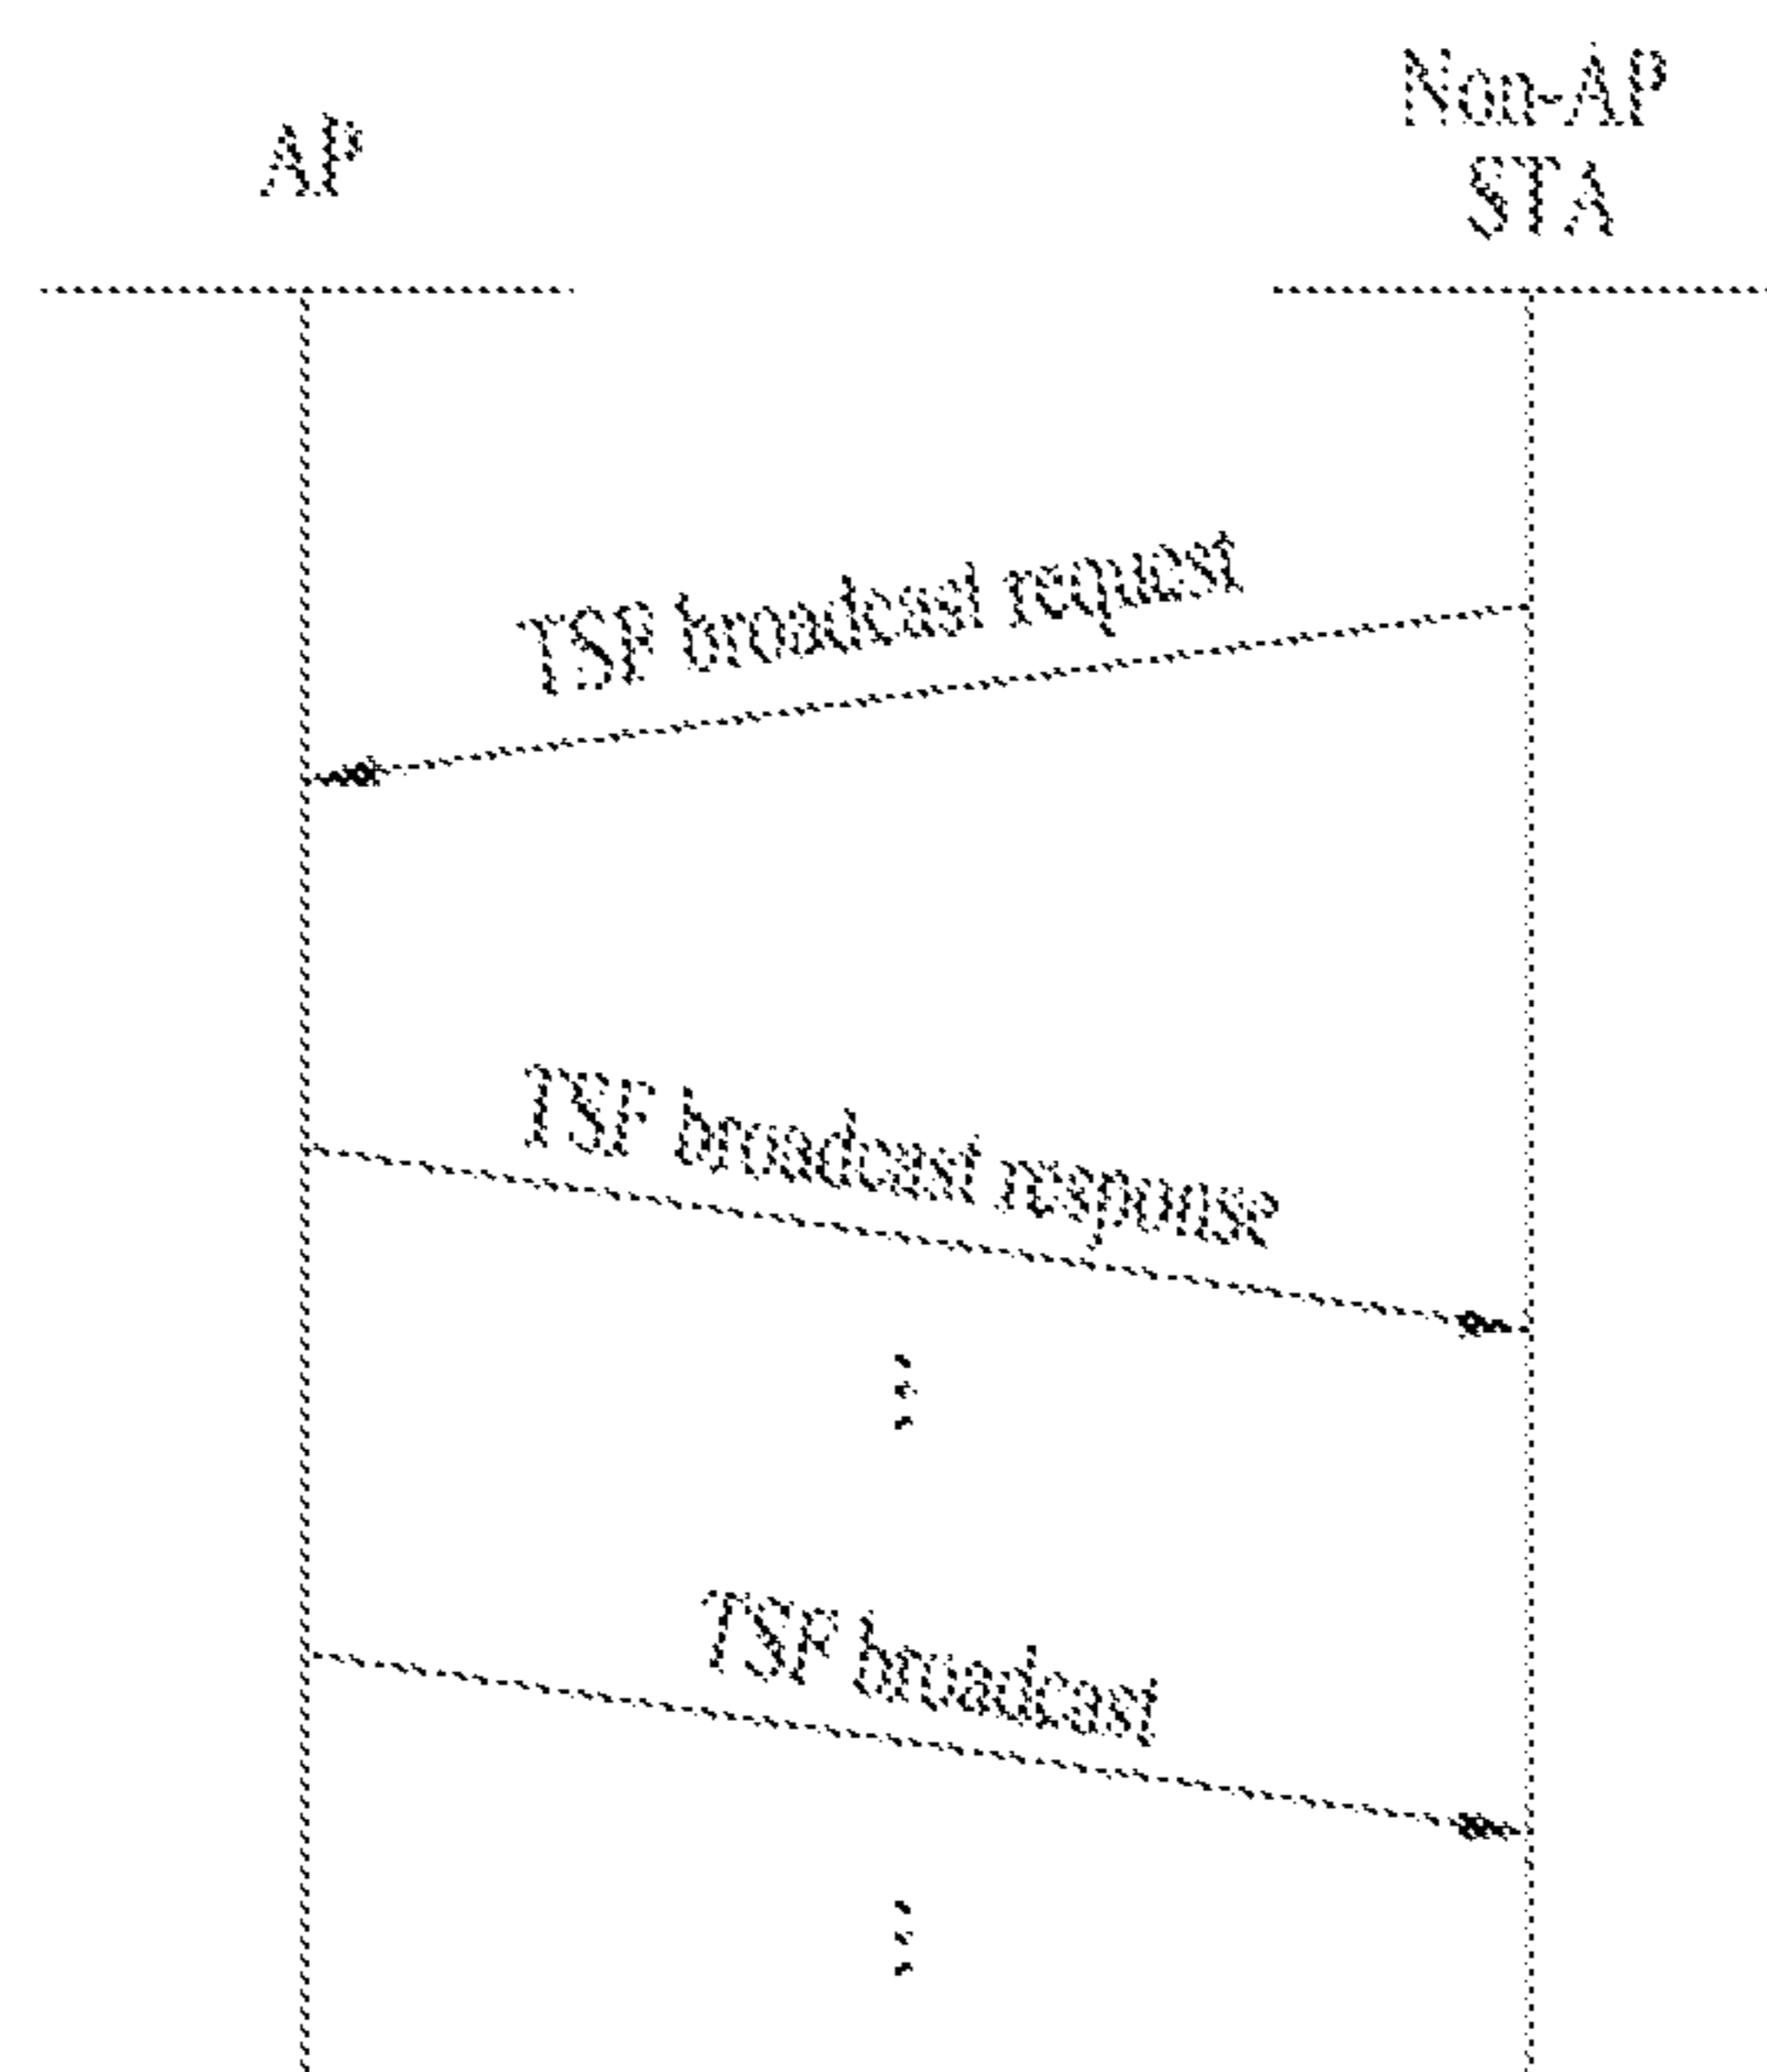 AP
Non-AP
STA
TSF broadcast request
TSF broadcast response
TSF broadcast